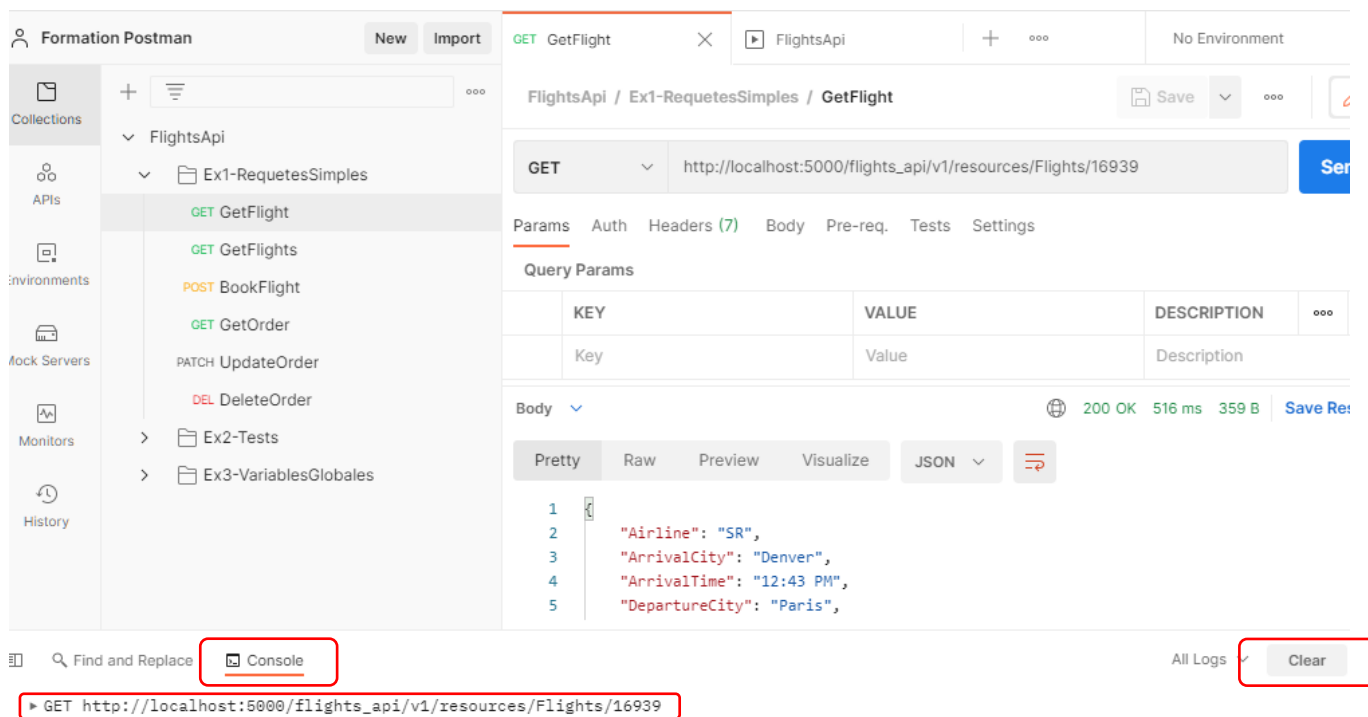 Formation Postman
New
Import
GET GetFlight
FlightsApi
No Environment
Collections
APIs
Environments
Mock Servers
Monitors
History
FlightsApi
Ex1-RequetesSimples
GET GetFlight
GET GetFlights
POST BookFlight
GET GetOrder
PATCH UpdateOrder
DEL DeleteOrder
Ex2-Tests
Ex3-VariablesGlobales
FlightsApi / Ex1-RequetesSimples / GetFlight
Save
GET
http://localhost:5000/flights_api/v1/resources/Flights/16939
Ser
Params Auth Headers (7) Body Pre-req. Tests Settings
Query Params
KEY VALUE DESCRIPTION
Key Value Description
Body 200 OK 516 ms 359 B Save Res
Pretty Raw Preview Visualize JSON
1 {
2 "Airline": "SR",
3 "ArrivalCity": "Denver",
4 "ArrivalTime": "12:43 PM",
5 "DepartureCity": "Paris",
Find and Replace Console All Logs Clear
GET http://localhost:5000/flights_api/v1/resources/Flights/16939